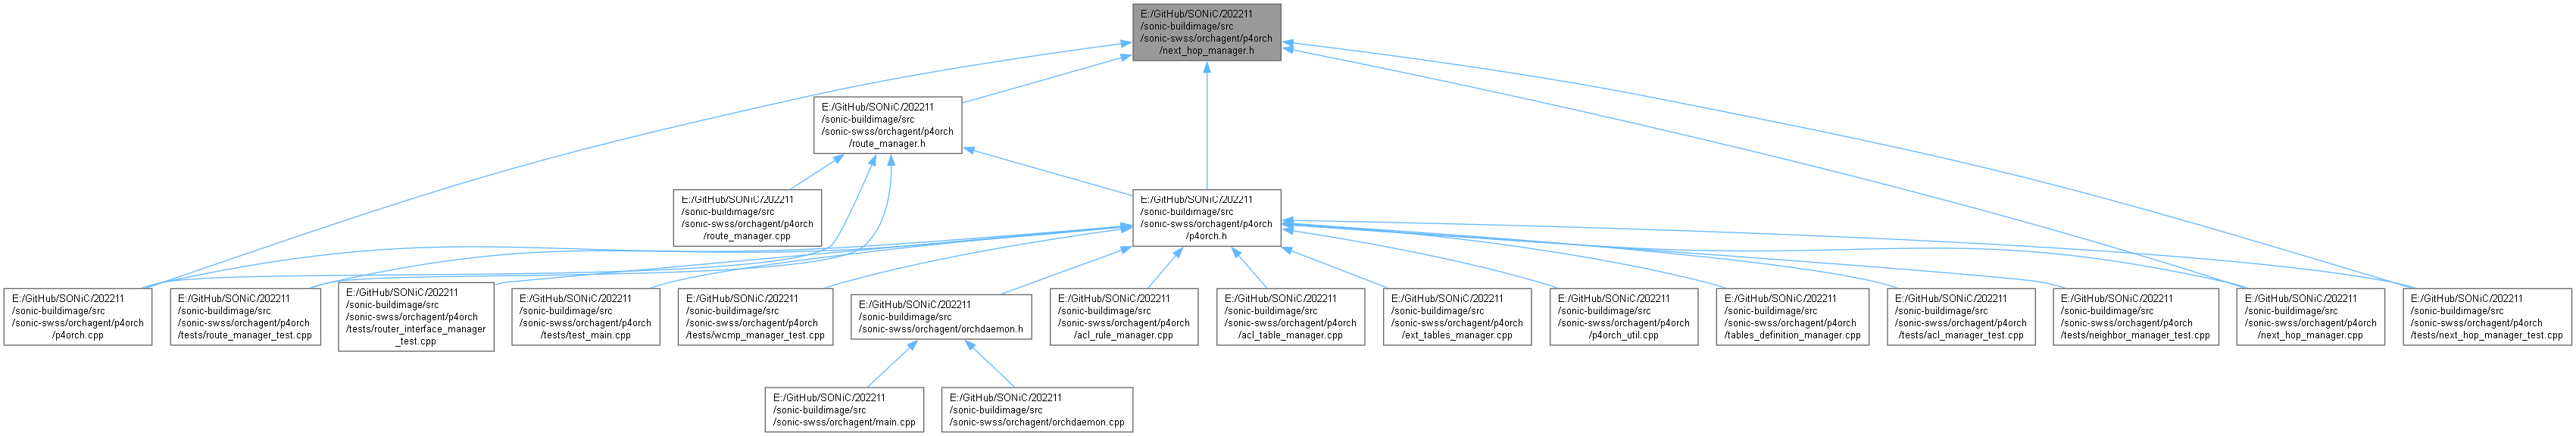 E:/GitHub/SONiC/202211
/sonic-buildimage/src
/sonic-swss/orchagent/p4orch
/next_hop_manager.h
E:/GitHub/SONiC/202211
/sonic-buildimage/src
/sonic-swss/orchagent/p4orch
/route_manager.h
E:/GitHub/SONiC/202211
/sonic-buildimage/src
/sonic-swss/orchagent/p4orch
/route_manager.cpp
E:/GitHub/SONiC/202211
/sonic-buildimage/src
/sonic-swss/orchagent/p4orch
/p4orch.h
E:/GitHub/SONiC/202211
/sonic-buildimage/src
/sonic-swss/orchagent/p4orch
/p4orch.cpp
E:/GitHub/SONiC/202211
/sonic-buildimage/src
/sonic-swss/orchagent/p4orch
/tests/route_manager_test.cpp
E:/GitHub/SONiC/202211
/sonic-buildimage/src
/sonic-swss/orchagent/p4orch
/tests/router_interface_manager
_test.cpp
E:/GitHub/SONiC/202211
/sonic-buildimage/src
/sonic-swss/orchagent/p4orch
/tests/test_main.cpp
E:/GitHub/SONiC/202211
/sonic-buildimage/src
/sonic-swss/orchagent/p4orch
/tests/wcmp_manager_test.cpp
E:/GitHub/SONiC/202211
/sonic-buildimage/src
/sonic-swss/orchagent/orchdaemon.h
E:/GitHub/SONiC/202211
/sonic-buildimage/src
/sonic-swss/orchagent/p4orch
/acl_rule_manager.cpp
E:/GitHub/SONiC/202211
/sonic-buildimage/src
/sonic-swss/orchagent/p4orch
/acl_table_manager.cpp
E:/GitHub/SONiC/202211
/sonic-buildimage/src
/sonic-swss/orchagent/p4orch
/ext_tables_manager.cpp
E:/GitHub/SONiC/202211
/sonic-buildimage/src
/sonic-swss/orchagent/p4orch
/p4orch_util.cpp
E:/GitHub/SONiC/202211
/sonic-buildimage/src
/sonic-swss/orchagent/p4orch
/tables_definition_manager.cpp
E:/GitHub/SONiC/202211
/sonic-buildimage/src
/sonic-swss/orchagent/p4orch
/tests/acl_manager_test.cpp
E:/GitHub/SONiC/202211
/sonic-buildimage/src
/sonic-swss/orchagent/p4orch
/tests/neighbor_manager_test.cpp
E:/GitHub/SONiC/202211
/sonic-buildimage/src
/sonic-swss/orchagent/p4orch
/next_hop_manager.cpp
E:/GitHub/SONiC/202211
/sonic-buildimage/src
/sonic-swss/orchagent/p4orch
/tests/next_hop_manager_test.cpp
E:/GitHub/SONiC/202211
/sonic-buildimage/src
/sonic-swss/orchagent/main.cpp
E:/GitHub/SONiC/202211
/sonic-buildimage/src
/sonic-swss/orchagent/orchdaemon.cpp